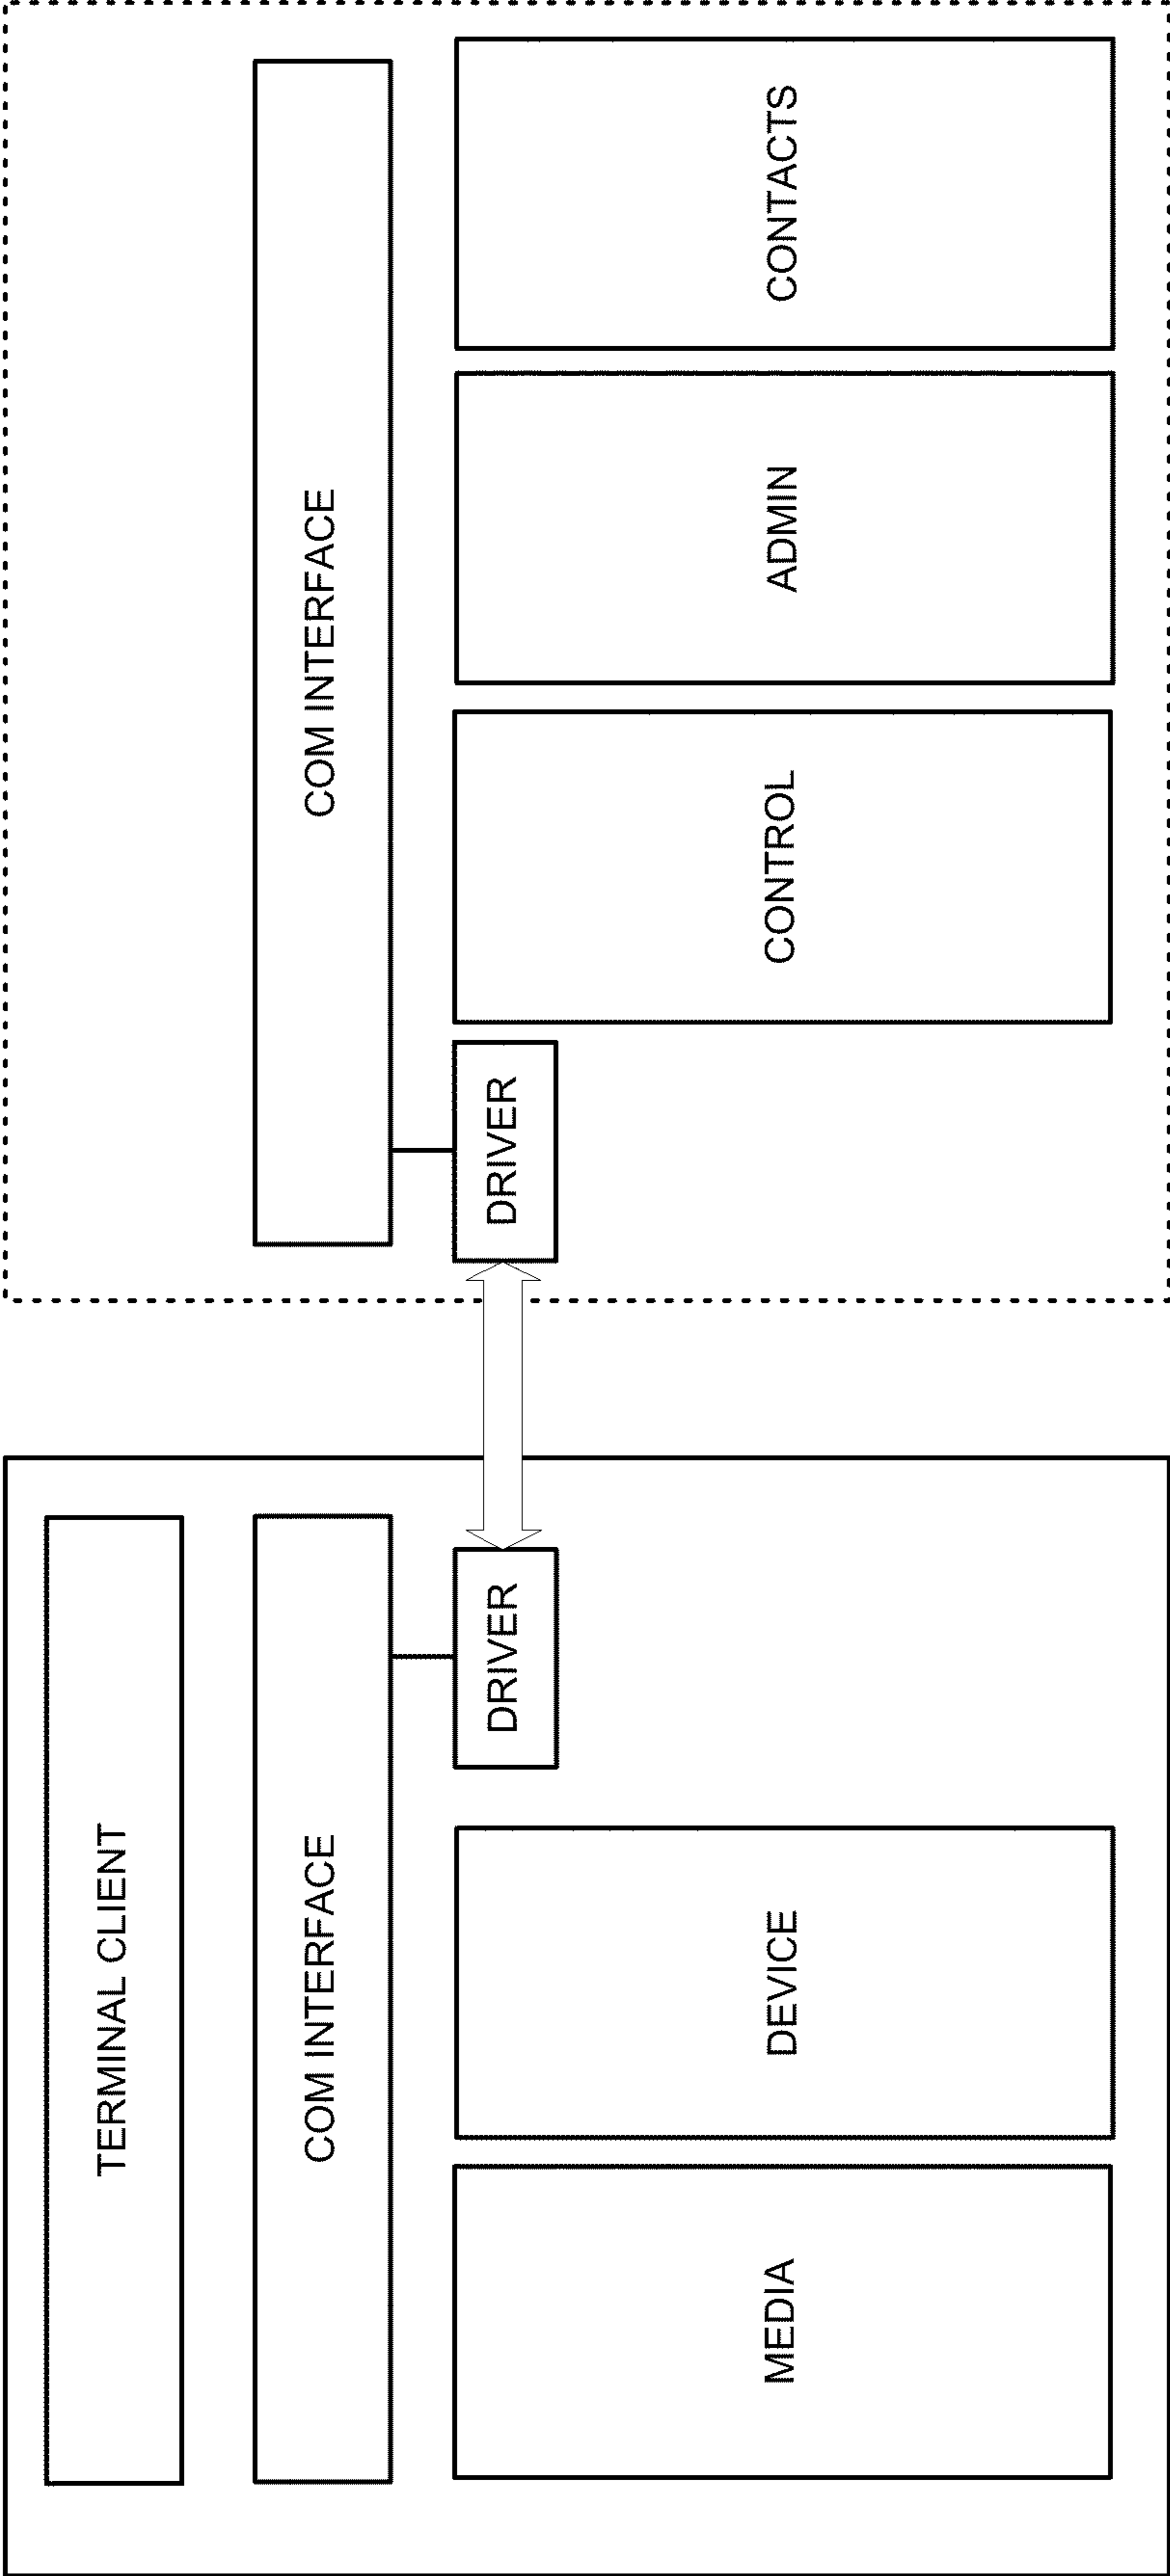 TERMINAL CLIENT
COM INTERFACE
COM INTERFACE
DRIVER
DRIVER
MEDIA
DEVICE
CONTROL
ADMIN
CONTACTS